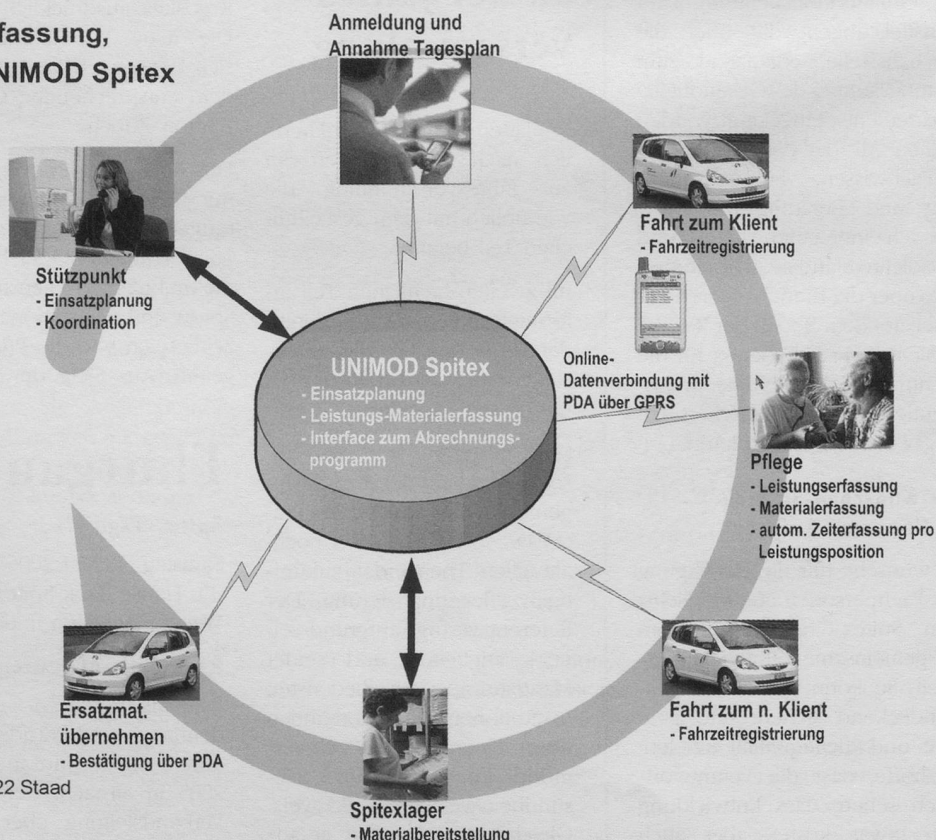 fassung,
NIMOD Spitex
Anmeldung und
Annahme Tagesplan
Fahrt zum Klient
- Fahrzeitregistrierung
Stützpunkt
- Einsatzplanung
- Koordination
UNIMOD Spitex
- Einsatzplanung
- Leistungs-Materialerfassung
- Interface zum Abrechnungs-
programm
Online-
Datenverbindung mit
PDA über GPRS
Pflege
- Leistungserfassung
- Materialerfassung
- autom. Zeiterfassung pro
Leistungsposition
Fahrt zum n. Klient
- Fahrzeitregistrierung
Ersatzmat.
übernehmen
- Bestätigung über PDA
22 Staad
Spitexlager
- Materialbereitstellung